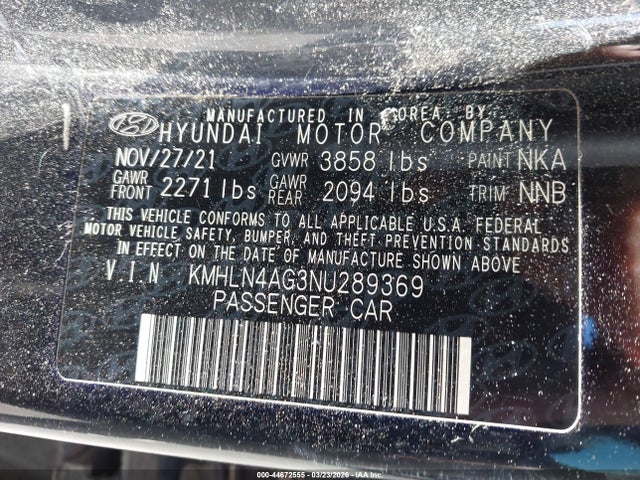 MANUFACTURED IN KOREA. BY
HYUNDAI MOTOR COMPANY
NOV/27/21 GVWR 3858 lbs PAINT NKA
GAWR FRONT 2271 lbs GAWR REAR 2094 lbs TRIM NNB
THIS VEHICLE CONFORMS TO ALL APPLICABLE U.S.A. FEDERAL
MOTOR VEHICLE SAFETY, BUMPER, AND THEFT PREVENTION STANDARDS
IN EFFECT ON THE DATE OF MANUFACTURE SHOWN ABOVE.
V.I.N KMHLN4AG3NU289369
PASSENGER CAR
000-44672555 - 03/23/2026 - IAA Inc.